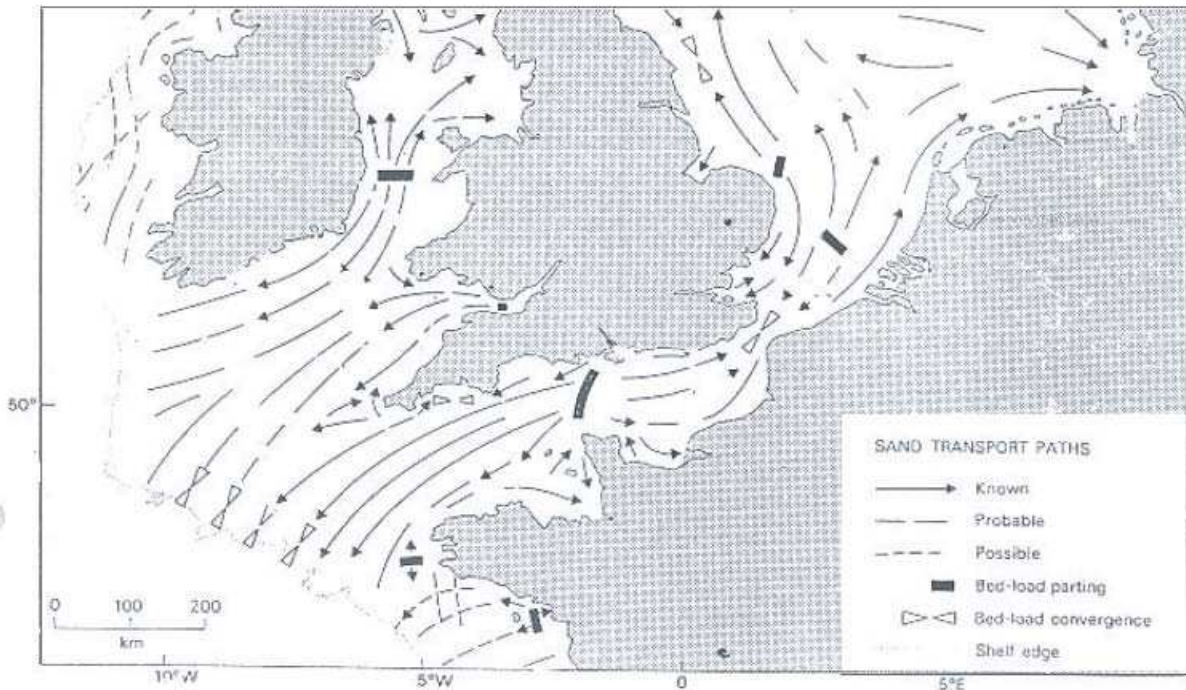 50°
SAND TRANSPORT PATHS
Known
Probable
Possible
Bed-load parting
Bed-load convergence
Shelf edge
0 100 200
km
10°W 5°W 0 5°E